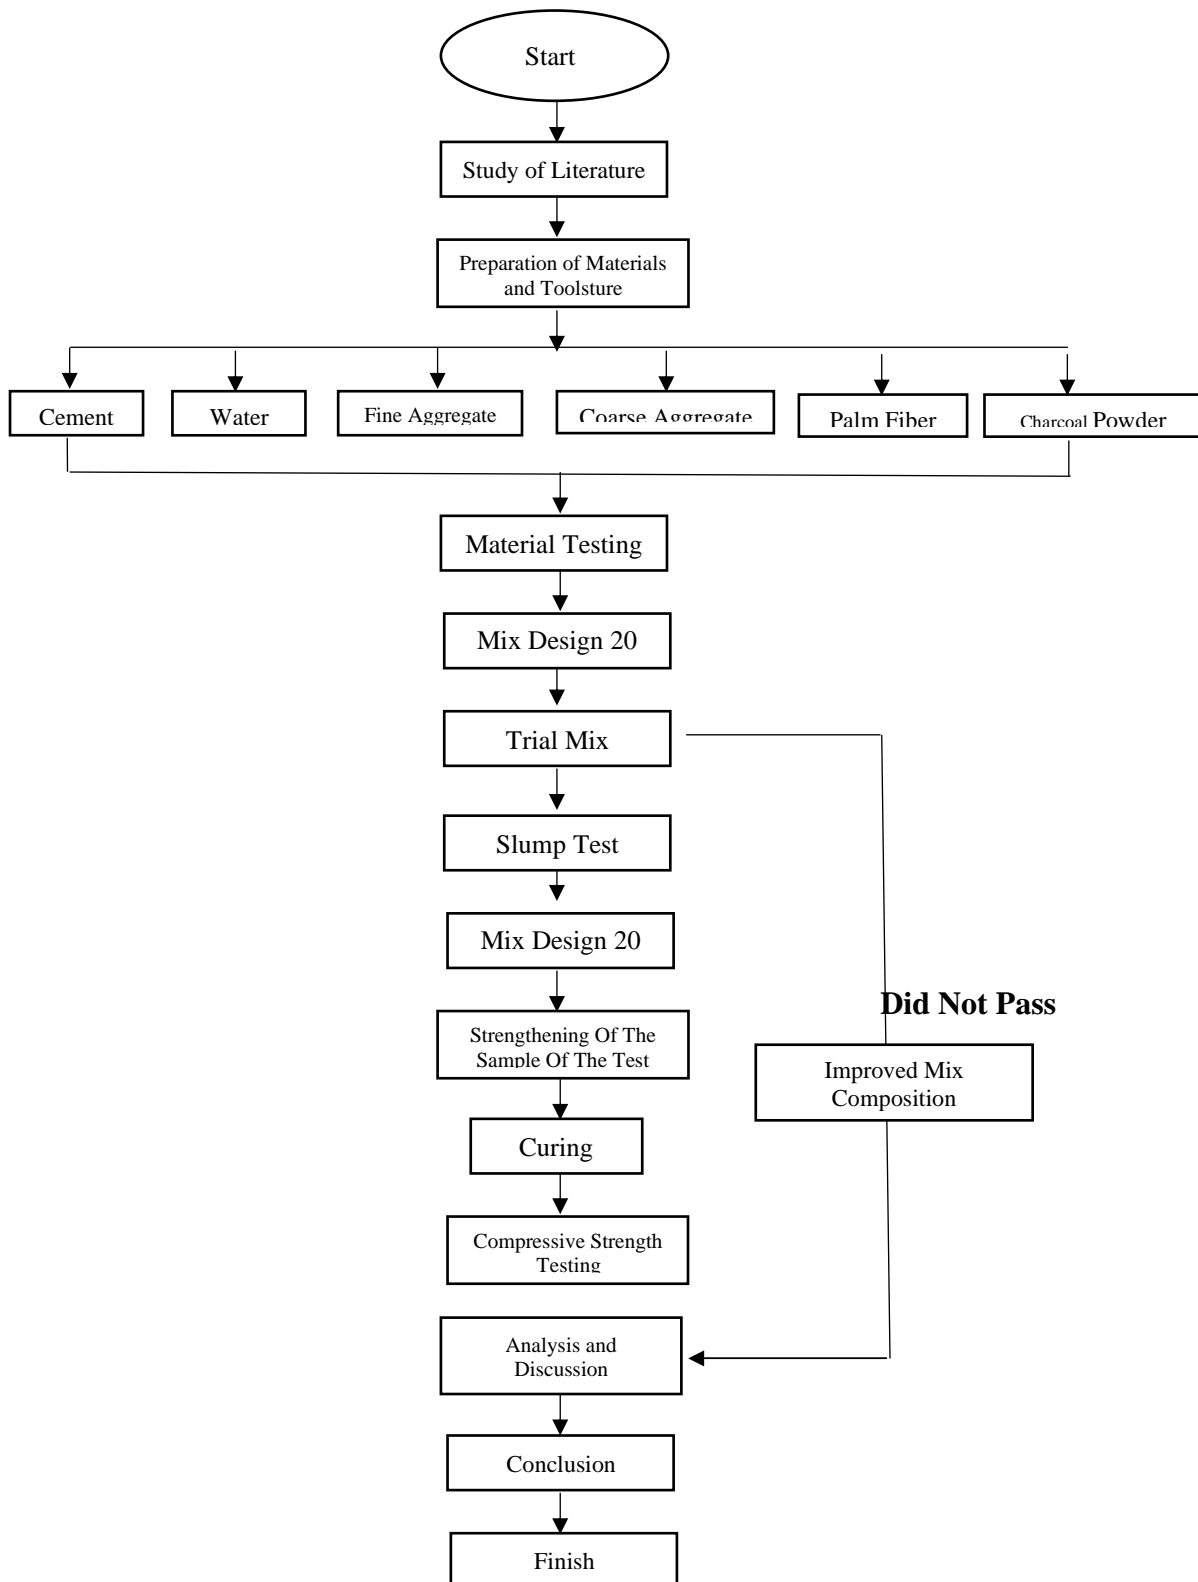 Start
Study of Literature
Preparation of Materials
and Toolsture
Cement
Water
Fine Aggregate
Coarse Aggregate
Palm Fiber
Charcoal Powder
Material Testing
Mix Design 20
Trial Mix
Slump Test
Mix Design 20
Did Not Pass
Strengthening Of The
Sample Of The Test
Improved Mix
Composition
Curing
Compressive Strength
Testing
Analysis and
Discussion
Conclusion
Finish